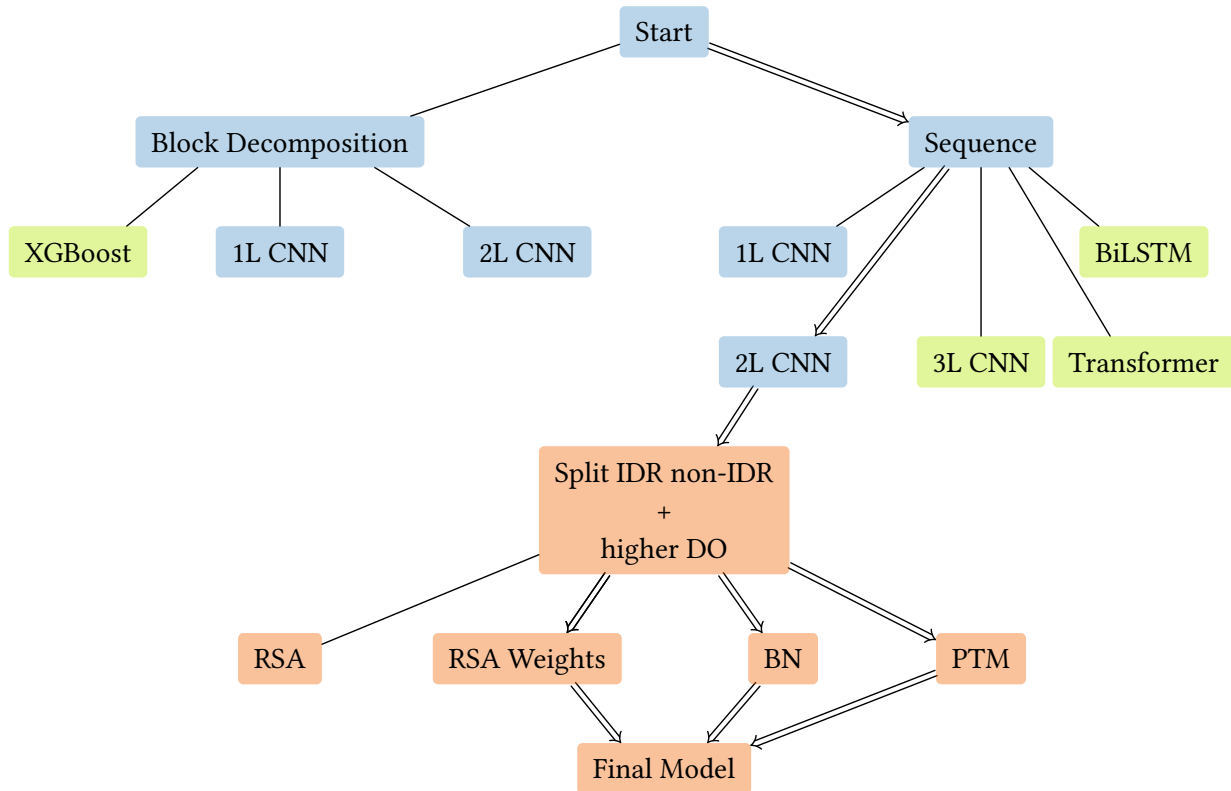 Start
Block Decomposition
Sequence
XGBoost
1L CNN
2L CNN
1L CNN
BiLSTM
2L CNN
3L CNN
Transformer
Split IDR non-IDR
+
higher DO
RSA
RSA Weights
BN
PTM
Final Model